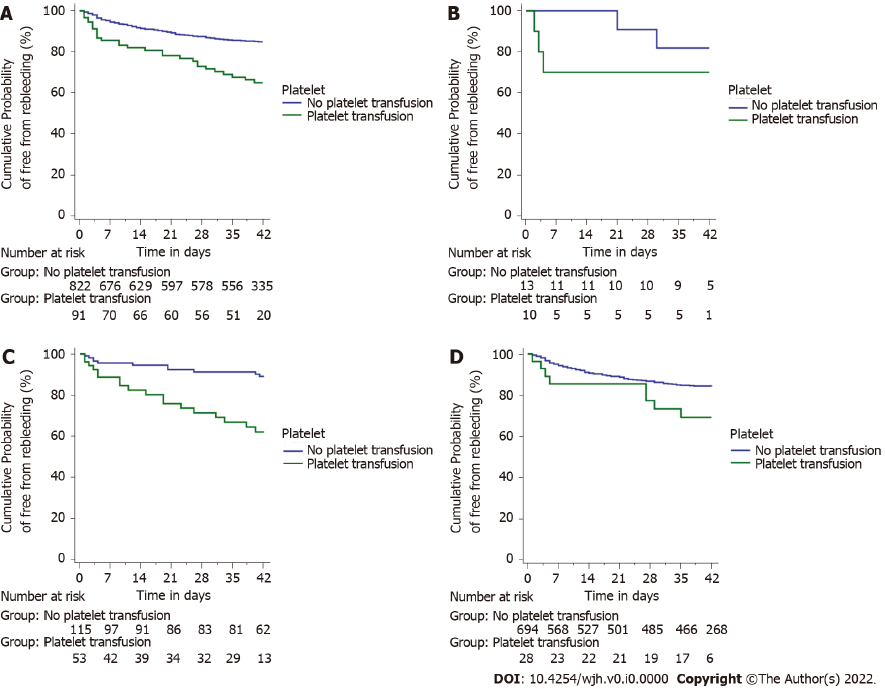 A
100
80
60
40
20
0
Cumulative Probability
of free from rebleeding (%)
Platelet
No platelet transfusion
Platelet transfusion
0 7 14 21 28 35 42
Number at risk
Time in days
Group: No platelet transfusion
822 676 629 597 578 556 335
Group: Platelet transfusion
91 70 66 60 56 51 20
B
100
80
60
40
20
0
Cumulative Probability
of free from rebleeding (%)
Platelet
No platelet transfusion
Platelet transfusion
0 7 14 21 28 35 42
Number at risk
Time in days
Group: No platelet transfusion
13 11 11 10 10 9 5
Group: Platelet transfusion
10 5 5 5 5 5 1
C
100
80
60
40
20
0
Cumulative Probability
of free from rebleeding (%)
Platelet
No platelet transfusion
Platelet transfusion
0 7 14 21 28 35 42
Number at risk
Time in days
Group: No platelet transfusion
115 97 91 86 83 81 62
Group: Platelet transfusion
53 42 39 34 32 29 13
D
100
80
60
40
20
0
Cumulative Probability
of free from rebleeding (%)
Platelet
No platelet transfusion
Platelet transfusion
0 7 14 21 28 35 42
Number at risk
Time in days
Group: No platelet transfusion
694 568 527 501 485 466 268
Group: Platelet transfusion
28 23 22 21 19 17 6
DOI: 10.4254/wjh.v0.i0.0000 Copyright ©The Author(s) 2022.